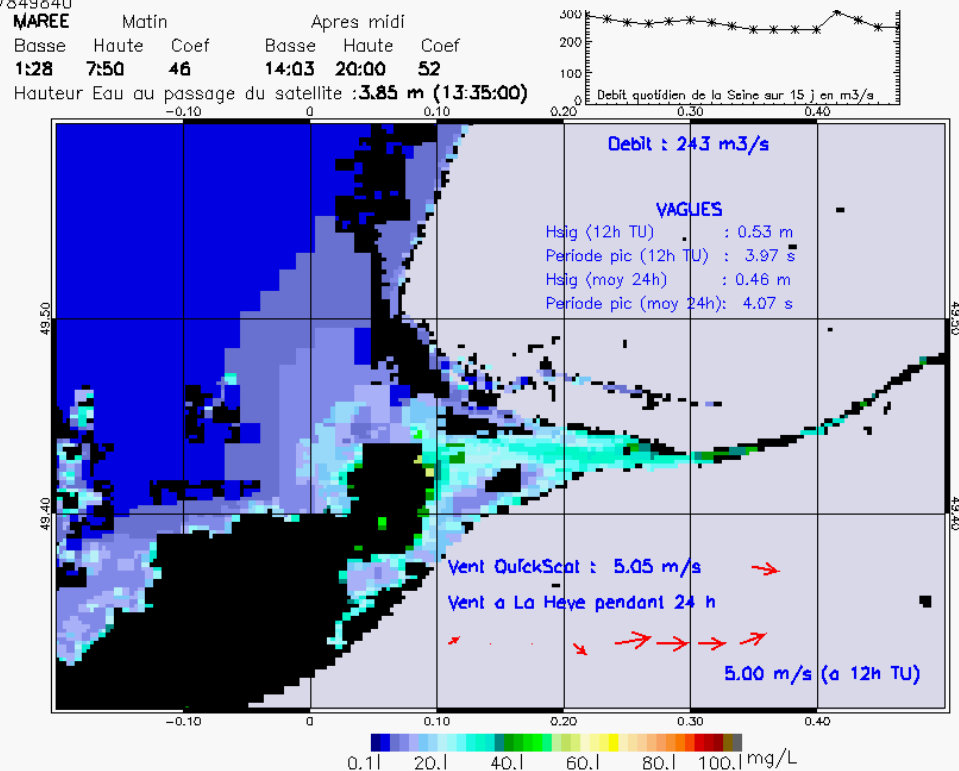 7849840
MAREE Matin Apres midi
Basse Haute Coef Basse Haute Coef
1:28 7:50 46 14:03 20:00 52
Hauteur Eau au passage du satellite : 3.85 m (13:35:00)
300
200
100
0
Debit quotidien de la Seine sur 15 j en m3/s
-0.10 0 0.10 0.20 0.30 0.40
Debit : 243 m3/s
VAGUES
Hsig (12h TU) : 0.53 m
Periode pic (12h TU) : 3.97 s
Hsig (moy 24h) : 0.46 m
Periode pic (moy 24h): 4.07 s
49.50 49.50
49.40 49.40
Vent QuickScat : 5.05 m/s
Vent a La Heve pendant 24 h
5.00 m/s (a 12h TU)
-0.10 0 0.10 0.20 0.30 0.40
0.1| 20.| 40.| 60.| 80.| 100.| mg/L